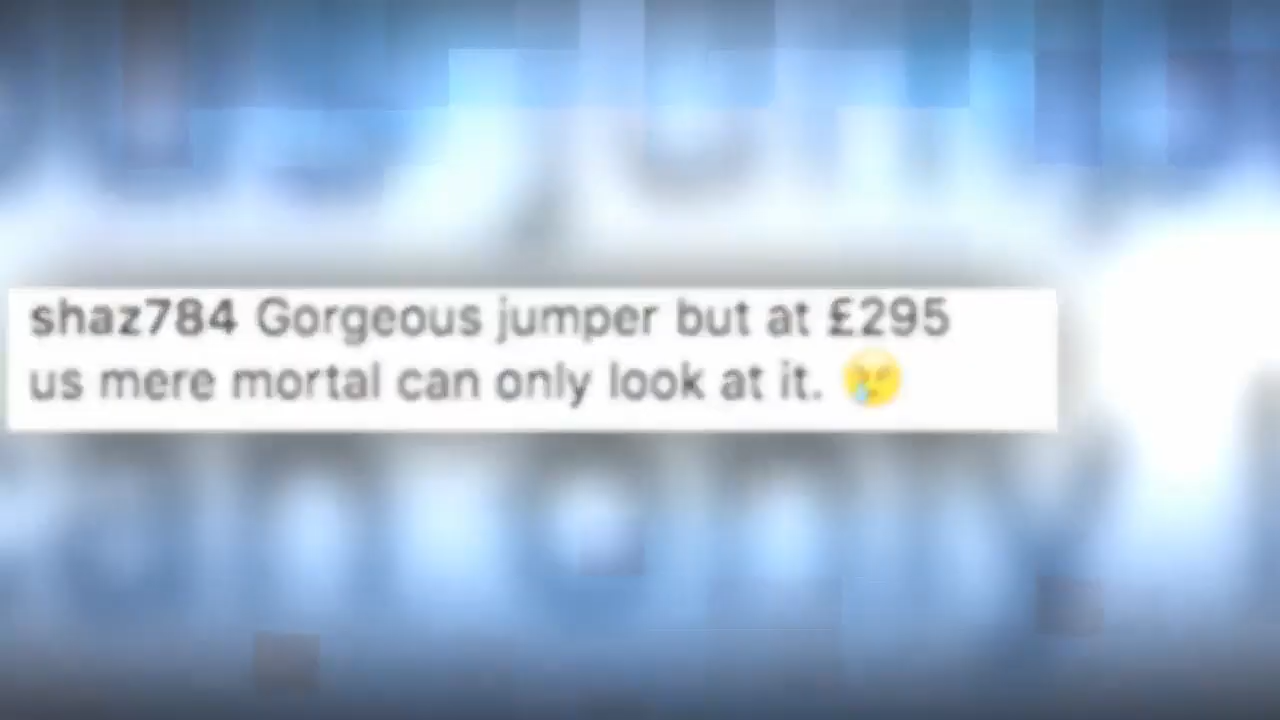 shaz784 Gorgeous jumper but at £295
us mere mortal can only look at it. 😢